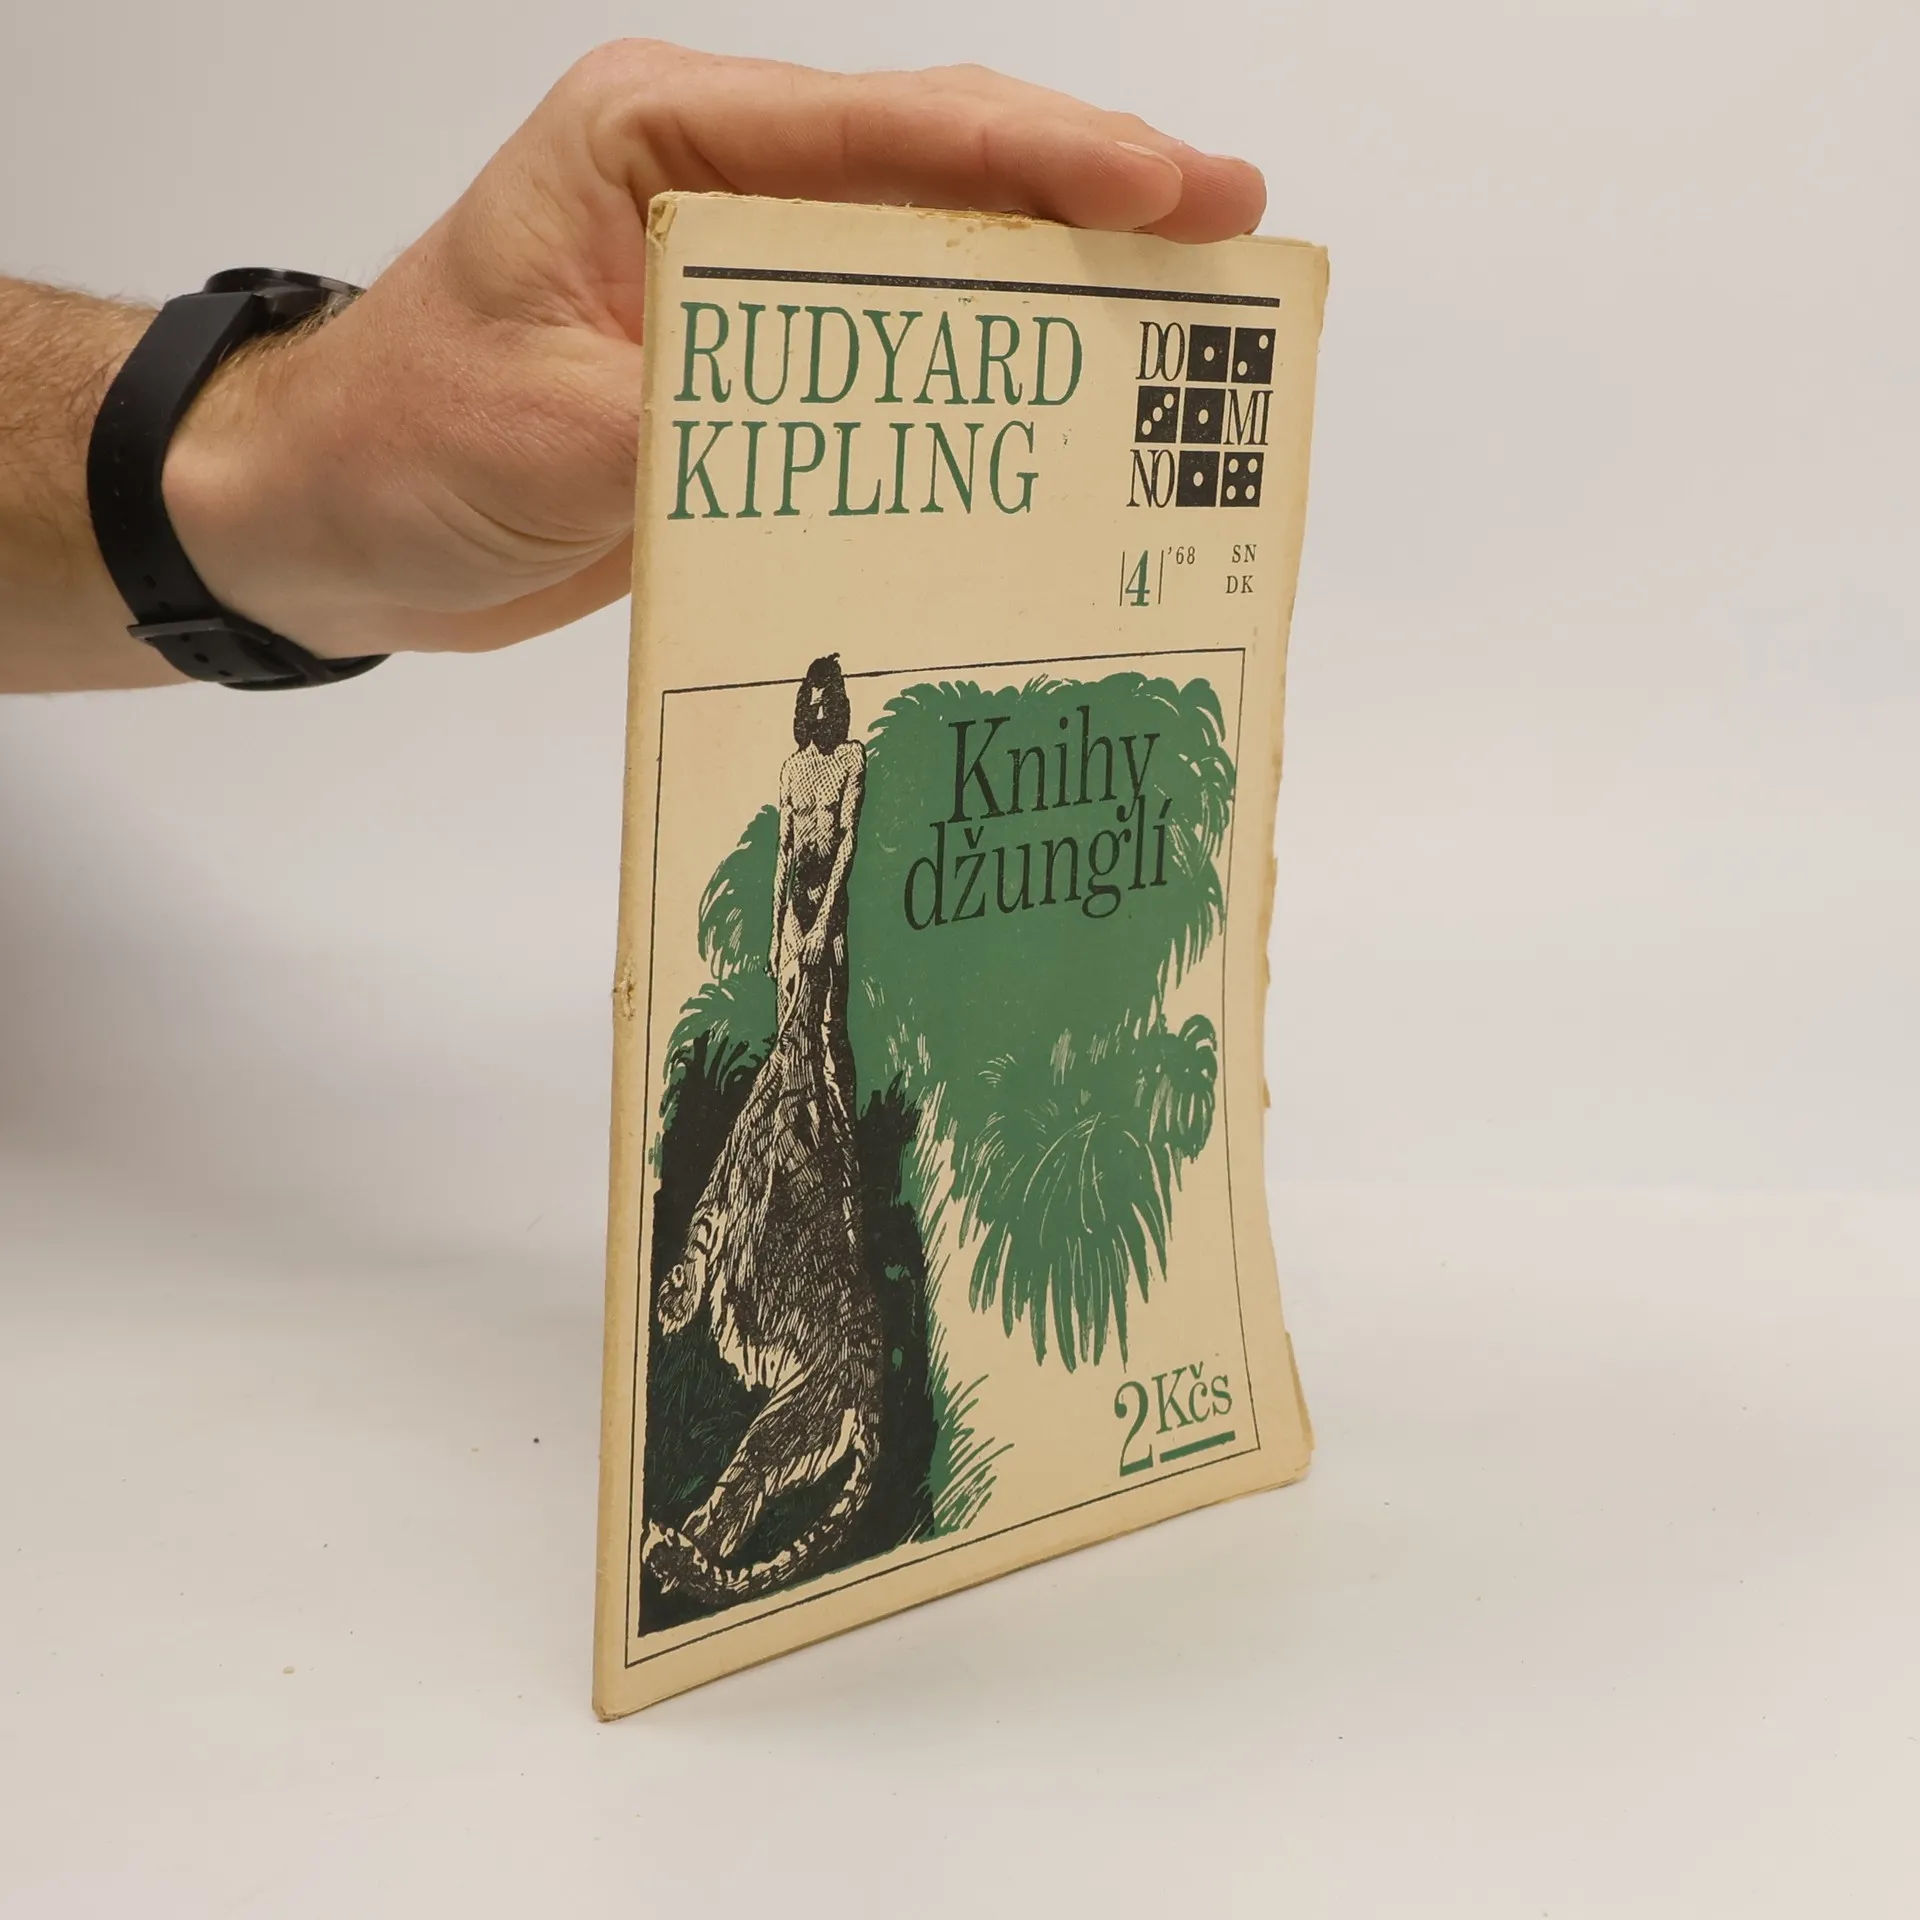 RUDYARD
KIPLING
DO
MI
NO
4 '68 SN
DK
Knihy
džunglí
2 Kčs